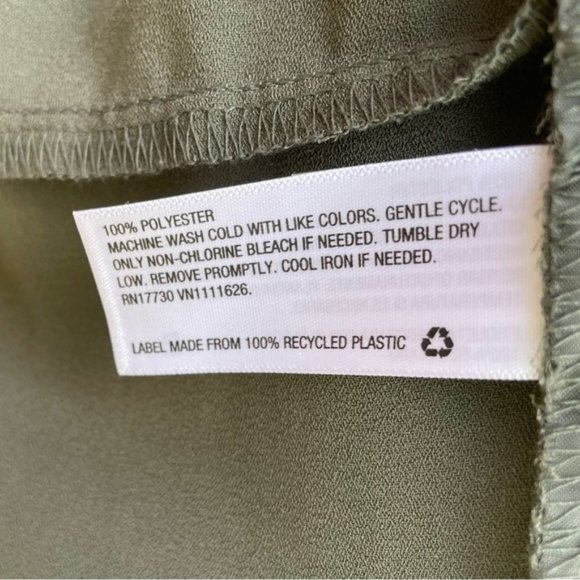 100% POLYESTER
MACHINE WASH COLD WITH LIKE COLORS. GENTLE CYCLE.
ONLY NON-CHLORINE BLEACH IF NEEDED. TUMBLE DRY
LOW. REMOVE PROMPTLY. COOL IRON IF NEEDED.
RN17730 VN1111626.
LABEL MADE FROM 100% RECYCLED PLASTIC